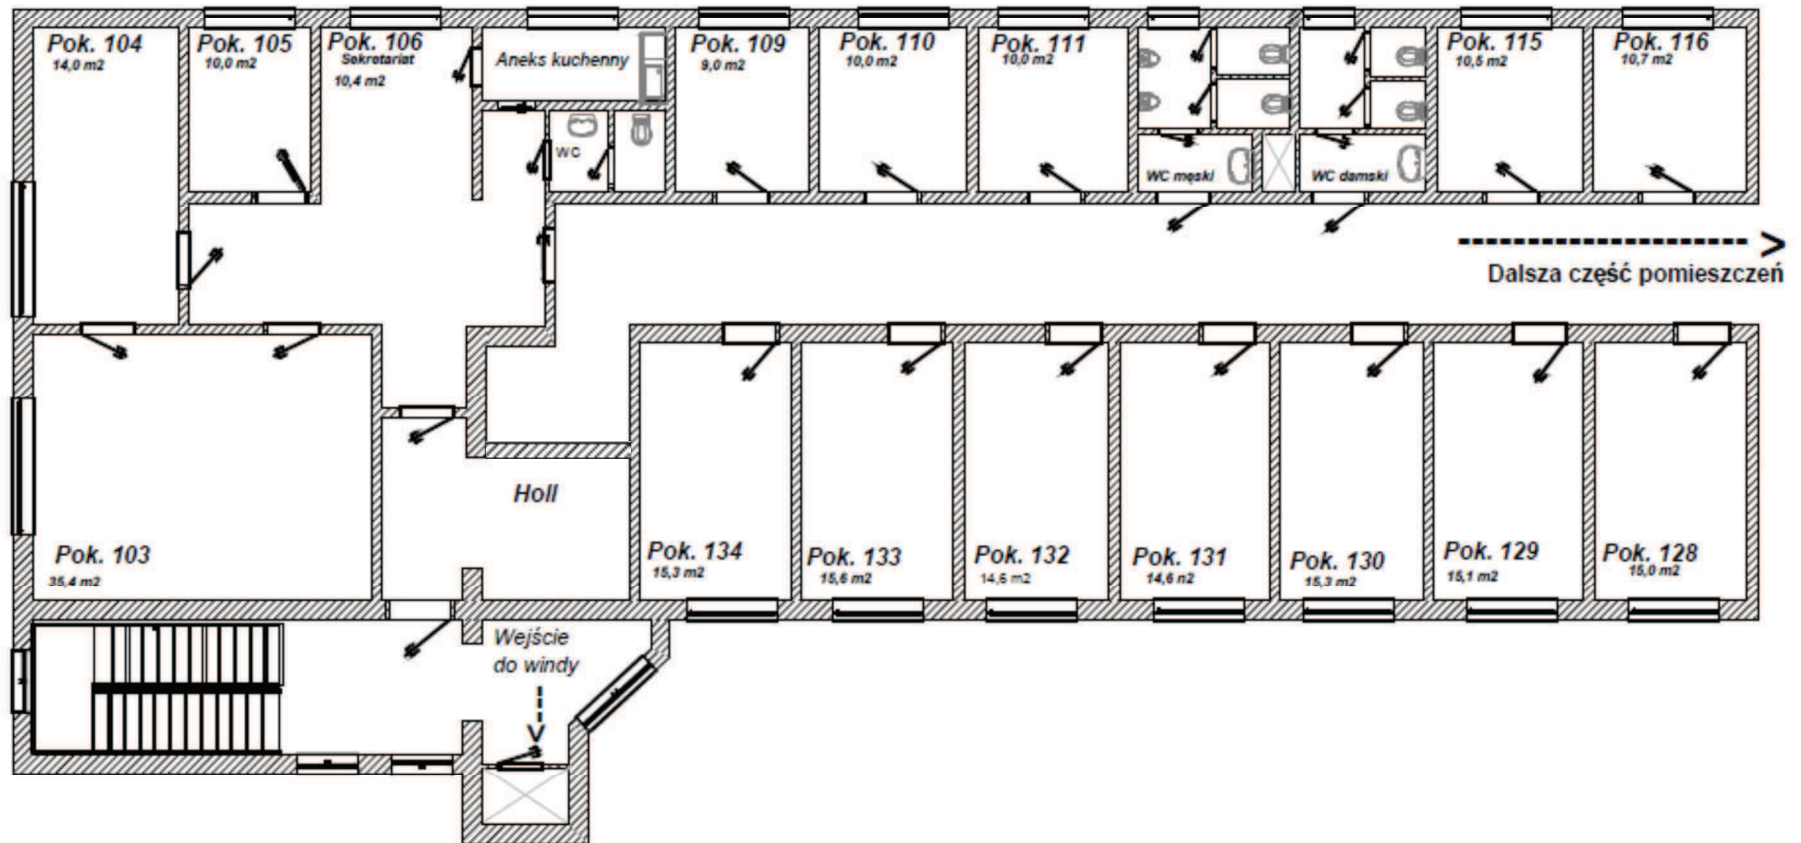 Pok. 104
14,0 m2
Pok. 105
10,0 m2
Pok. 106
Sekretariat
10,4 m2
Aneks kuchenny
WC
Pok. 109
9,0 m2
Pok. 110
10,0 m2
Pok. 111
10,0 m2
WC męski
WC damski
Pok. 115
10,5 m2
Pok. 116
10,7 m2
Dalsza część pomieszczeń
Pok. 103
35,4 m2
Holl
Pok. 134
15,3 m2
Pok. 133
15,6 m2
Pok. 132
14,6 m2
Pok. 131
14,6 n2
Pok. 130
15,3 m2
Pok. 129
15,1 m2
Pok. 128
15,0 m2
Wejście
do windy